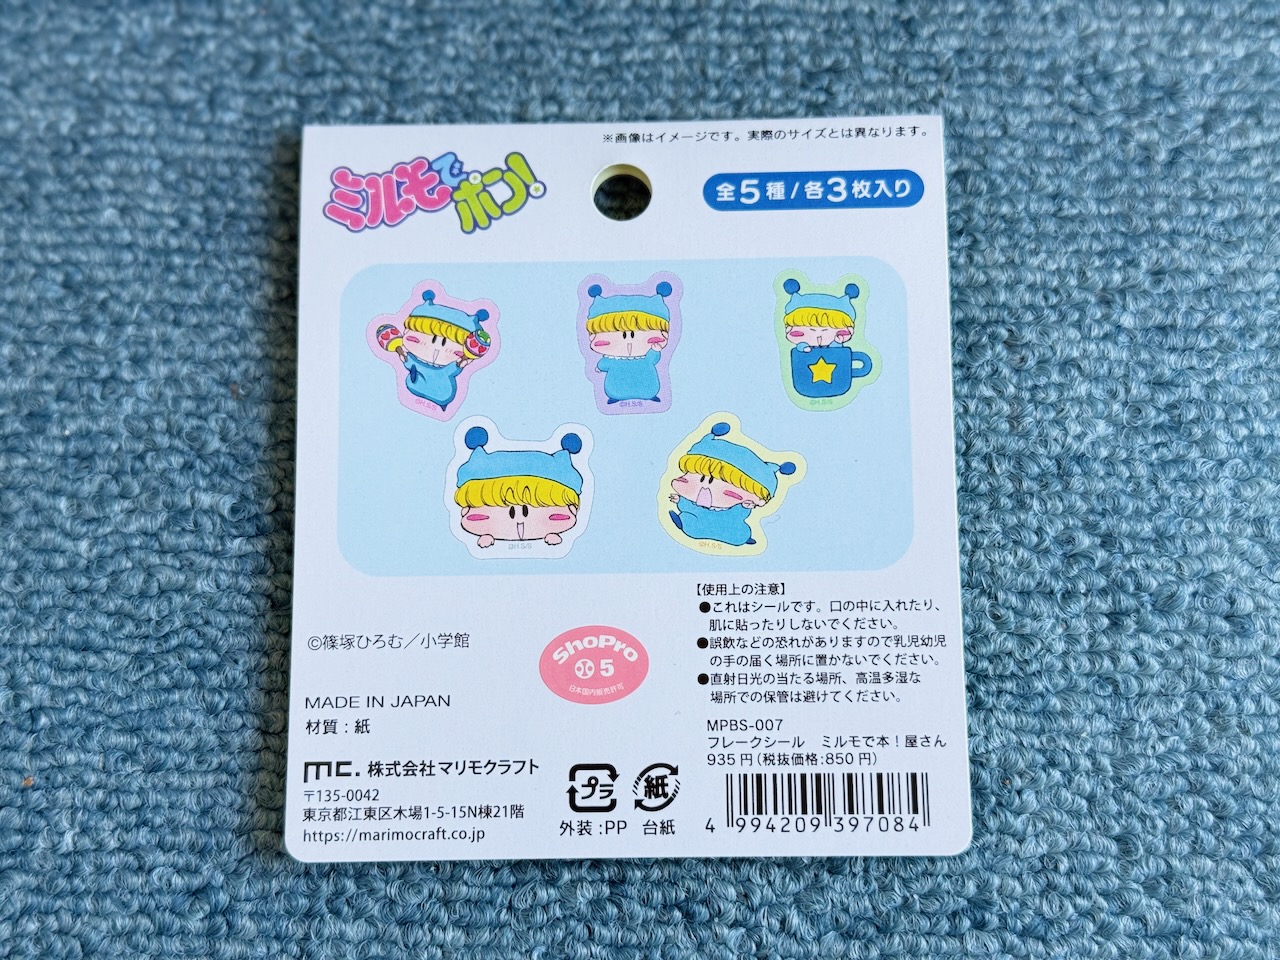 ※画像はイメージです。実際のサイズとは異なります。
ミルモでポン!
全5種/各3枚入り
©H.S/S
©H.S/S
©H.S/S
©H.S/S
©H.S/S
【使用上の注意】
●これはシールです。口の中に入れたり、
肌に貼ったりしないでください。
●誤飲などの恐れがありますので乳児幼児
の手の届く場所に置かないでください。
●直射日光の当たる場所、高温多湿な
場所での保管は避けてください。
©篠塚ひろむ／小学館
ShoPro
5
日本国内販売許可
MADE IN JAPAN
材質:紙
mc. 株式会社マリモクラフト
〒135-0042
東京都江東区木場1-5-15N棟21階
https://marimocraft.co.jp
プラ
外装:PP
紙
台紙
MPBS-007
フレークシール ミルモで本!屋さん
935円(税抜価格:850円)
4 994209 397084